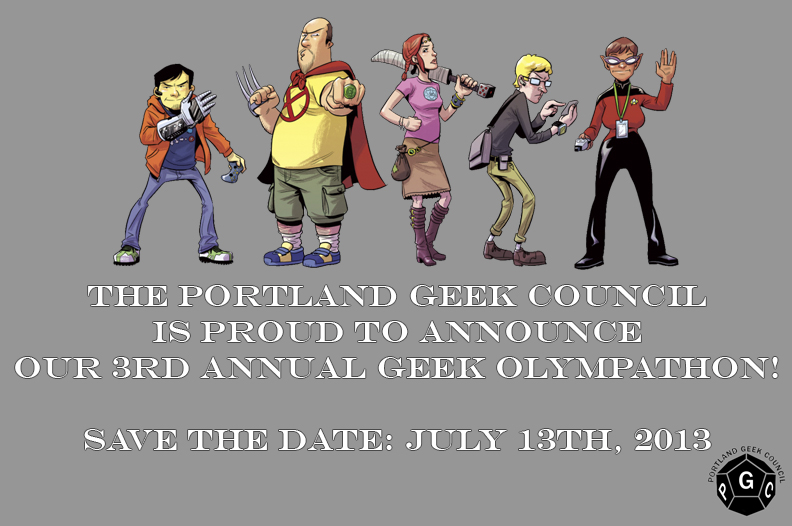 THE PORTLAND GEEK COUNCIL
IS PROUD TO ANNOUNCE
OUR 3RD ANNUAL GEEK OLYMPATHON!
SAVE THE DATE: JULY 13TH, 2013
PORTLAND GEEK COUNCIL
P G C